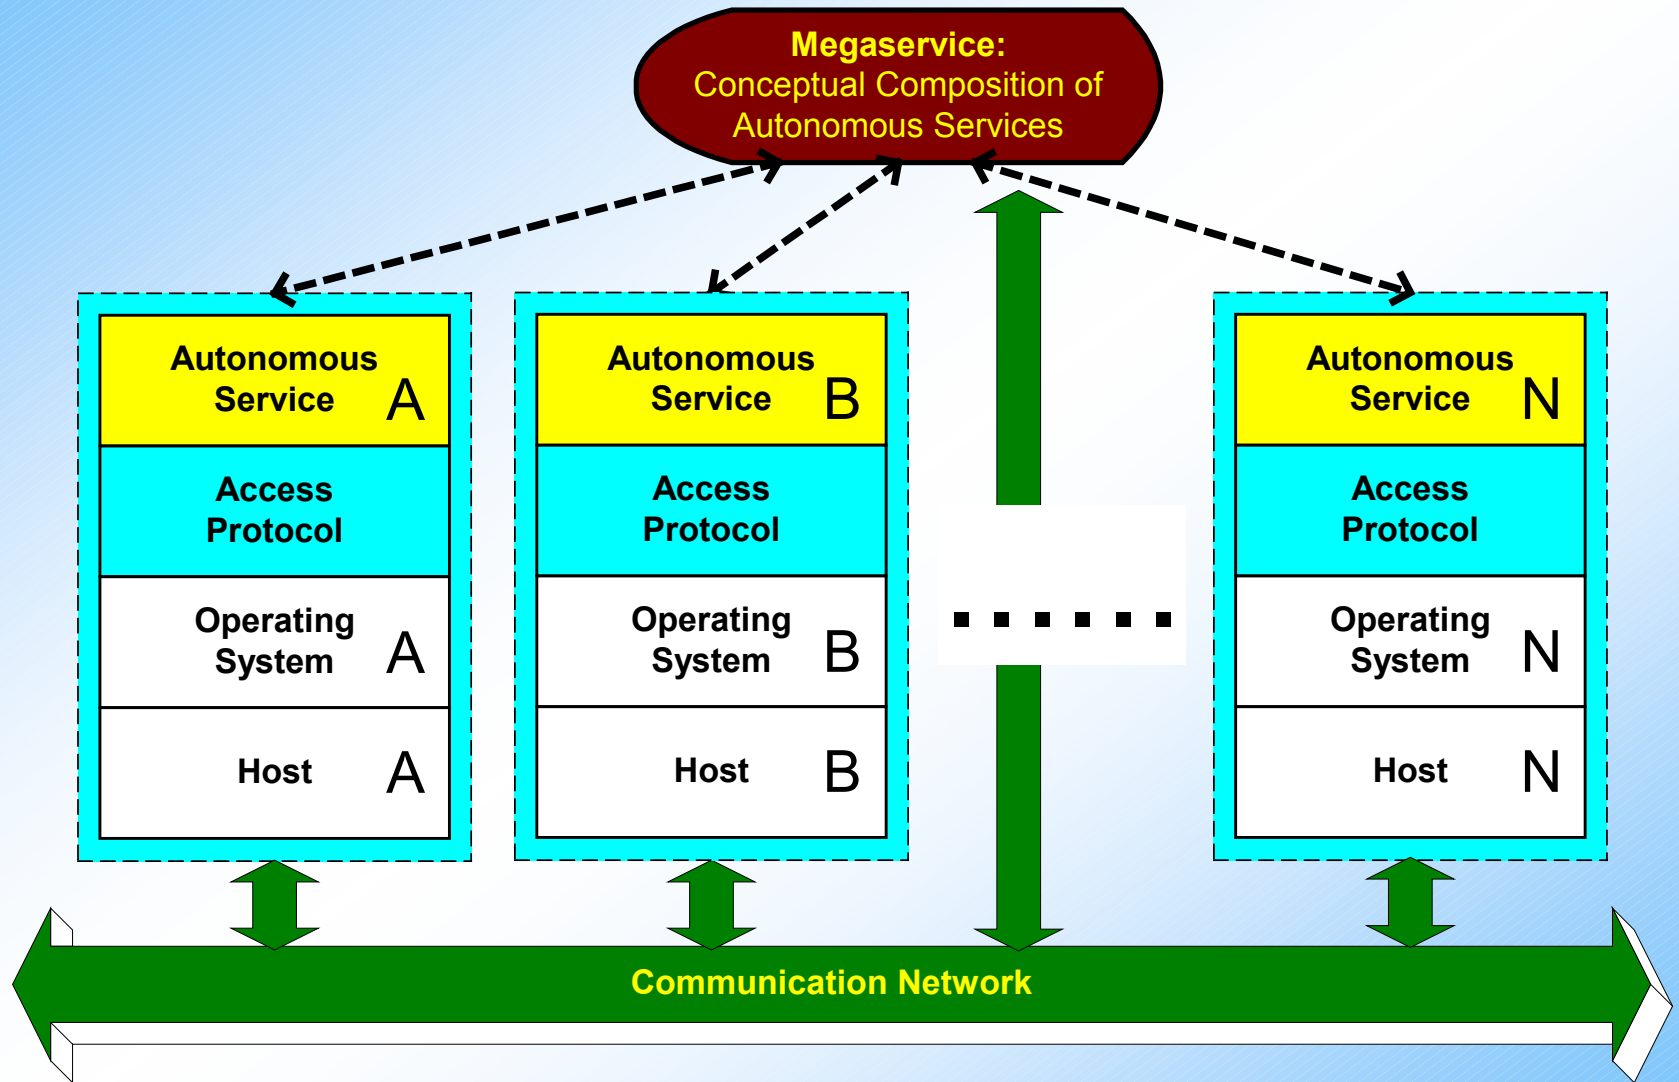 Megaservice:
Conceptual Composition of
Autonomous Services
Autonomous
Service A
Access
Protocol
Operating
System A
Host A
Autonomous
Service B
Access
Protocol
Operating
System B
Host B
Autonomous
Service N
Access
Protocol
Operating
System N
Host N
Communication Network